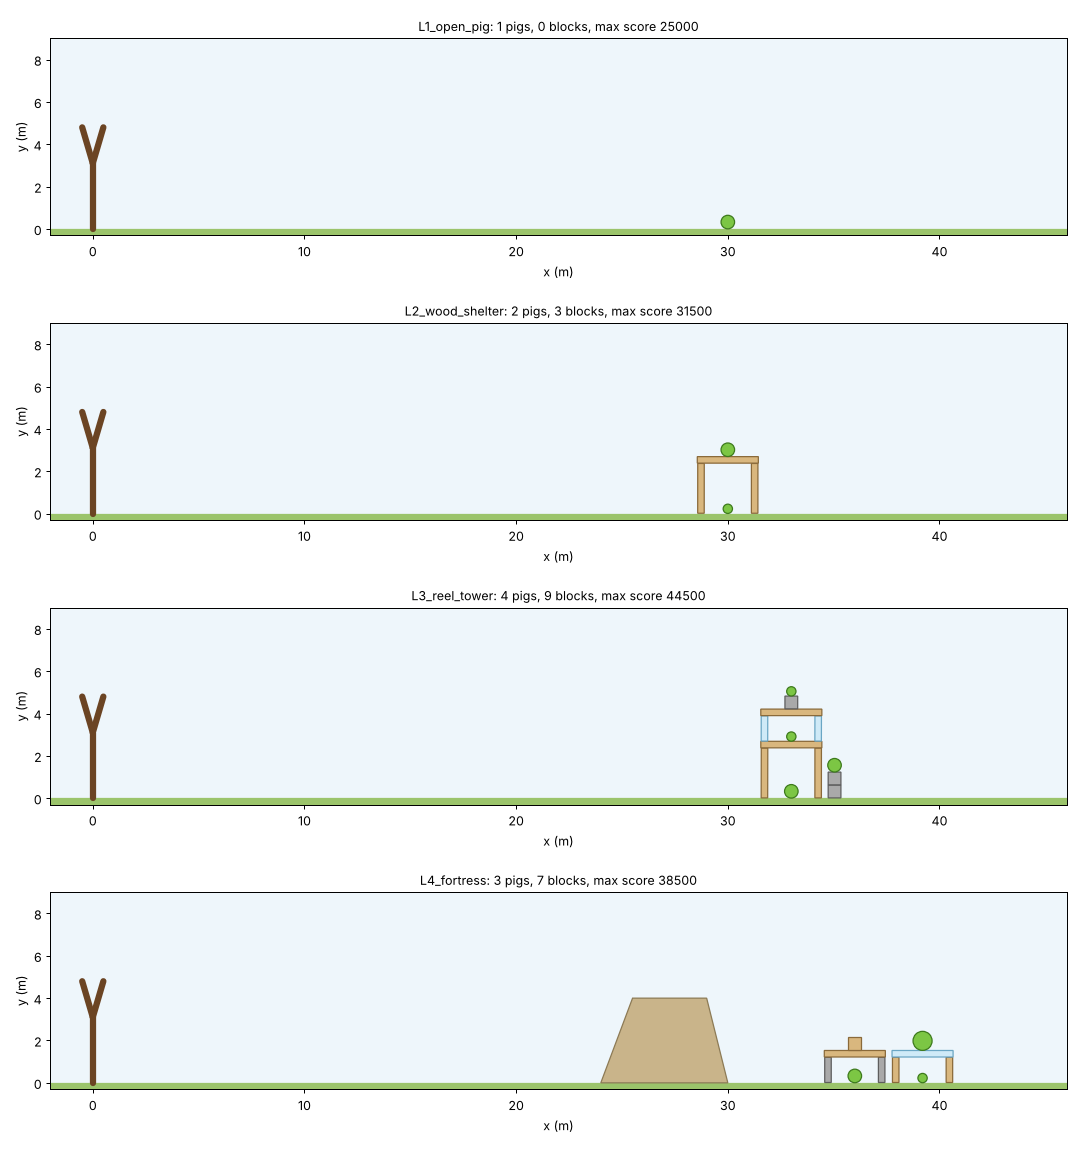 L1_open_pig: 1 pigs, 0 blocks, max score 25000
8
6
4
2
0
y (m)
0 10 20 30 40
x (m)
L2_wood_shelter: 2 pigs, 3 blocks, max score 31500
8
6
4
2
0
y (m)
0 10 20 30 40
x (m)
L3_reel_tower: 4 pigs, 9 blocks, max score 44500
8
6
4
2
0
y (m)
0 10 20 30 40
x (m)
L4_fortress: 3 pigs, 7 blocks, max score 38500
8
6
4
2
0
y (m)
0 10 20 30 40
x (m)